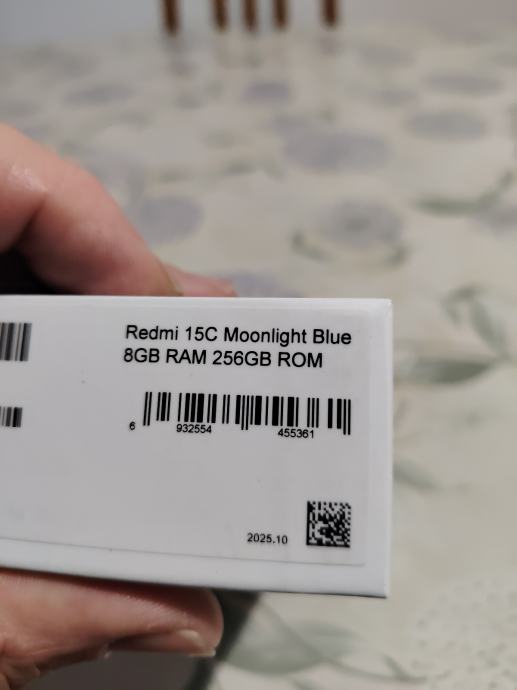 Redmi 15C Moonlight Blue
8GB RAM 256GB ROM
6 932554 455361
2025.10